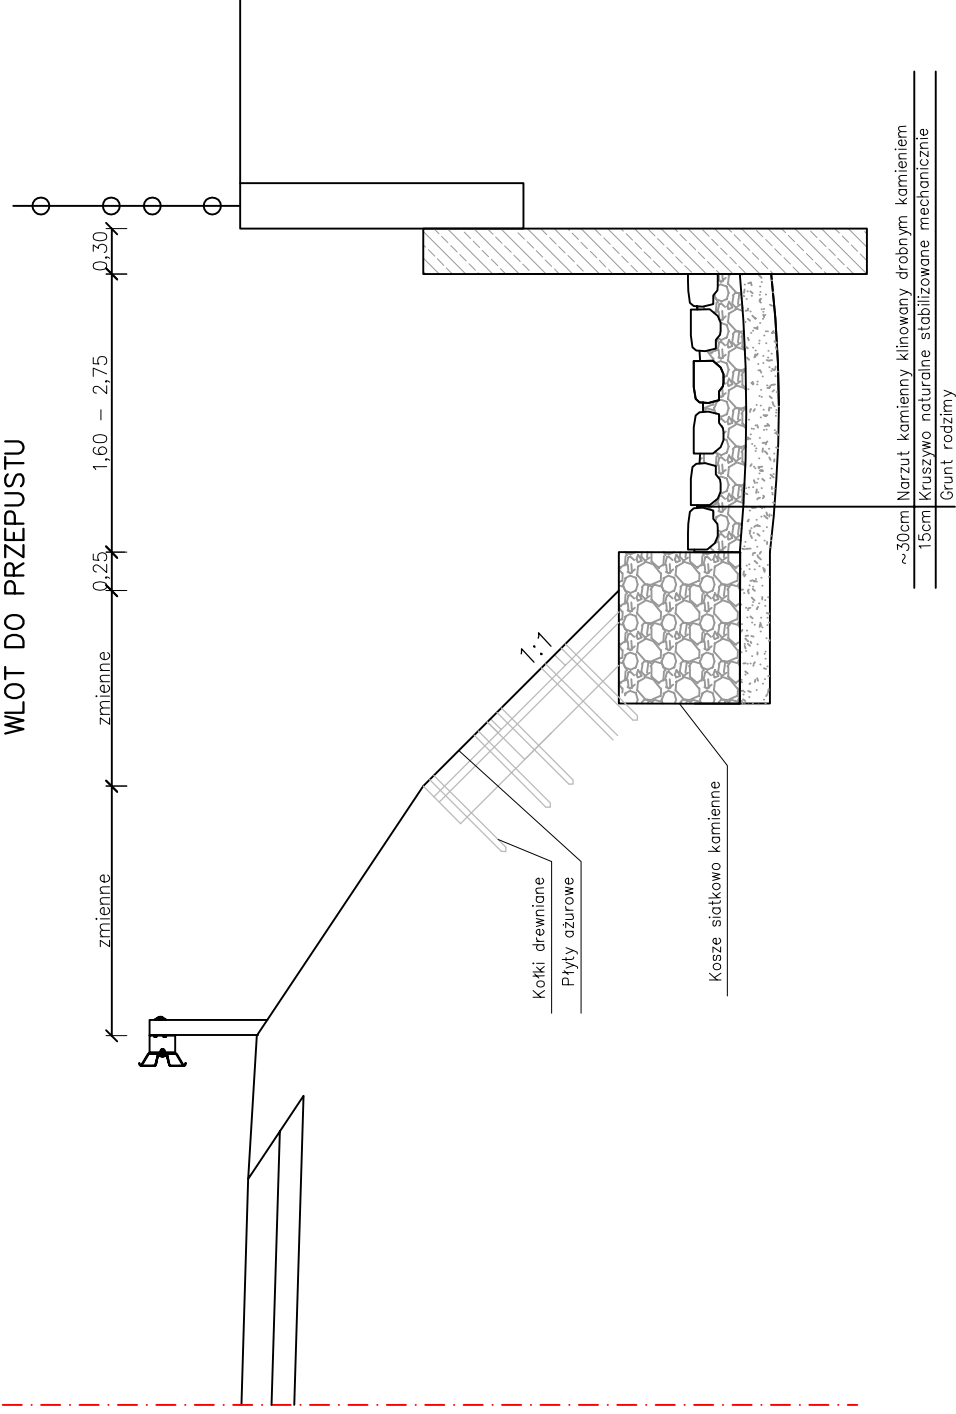 WLOT DO PRZEPUSTU
zmienne
zmienne
0,25
1,60 – 2,75
0,30
1:1
Kołki drewniane
Płyty ażurowe
Kosze siatkowo kamienne
~30cm Narzut kamienny klinowany drobnym kamieniem
15cm Kruszywo naturalne stabilizowane mechanicznie
Grunt rodzimy